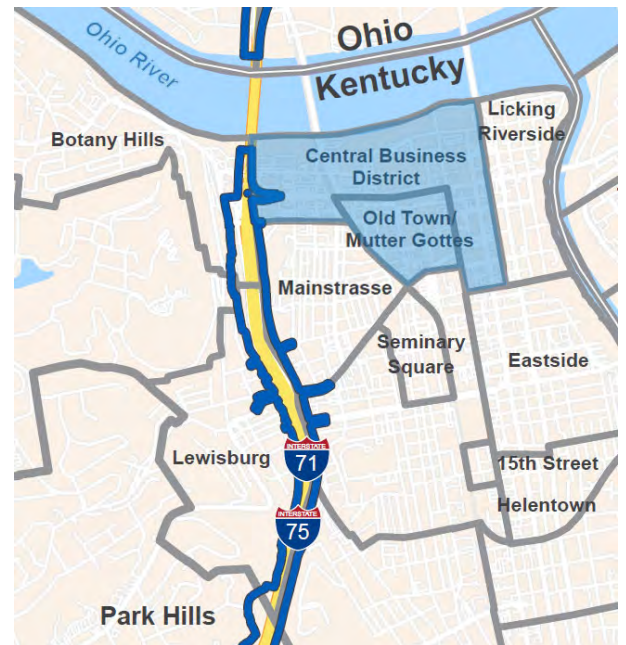 Ohio
Kentucky
Ohio River
Licking
Riverside
Botany Hills
Central Business
District
Old Town/
Mutter Gottes
Mainstrasse
Seminary
Square
Eastside
Lewisburg
INTERSTATE
71
15th Street
INTERSTATE
75
Helentown
Park Hills